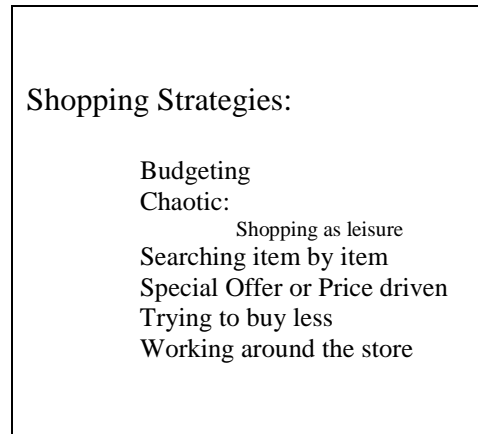 Shopping Strategies:
Budgeting
Chaotic:
Shopping as leisure
Searching item by item
Special Offer or Price driven
Trying to buy less
Working around the store